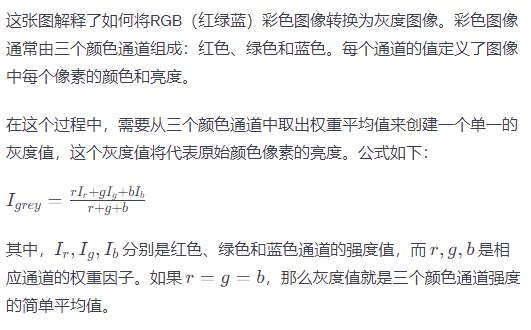 这张图解释了如何将RGB（红绿蓝）彩色图像转换为灰度图像。彩色图像
通常由三个颜色通道组成：红色、绿色和蓝色。每个通道的值定义了图像
中每个像素的颜色和亮度。
在这个过程中，需要从三个颜色通道中取出权重平均值来创建一个单一的
灰度值，这个灰度值将代表原始颜色像素的亮度。公式如下：
$I_{grey} = \frac{rI_r+gI_g+bI_b}{r+g+b}$
其中，$I_r, I_g, I_b$ 分别是红色、绿色和蓝色通道的强度值，而 $r, g, b$ 是相
应通道的权重因子。如果 $r = g = b$，那么灰度值就是三个颜色通道强度
的简单平均值。